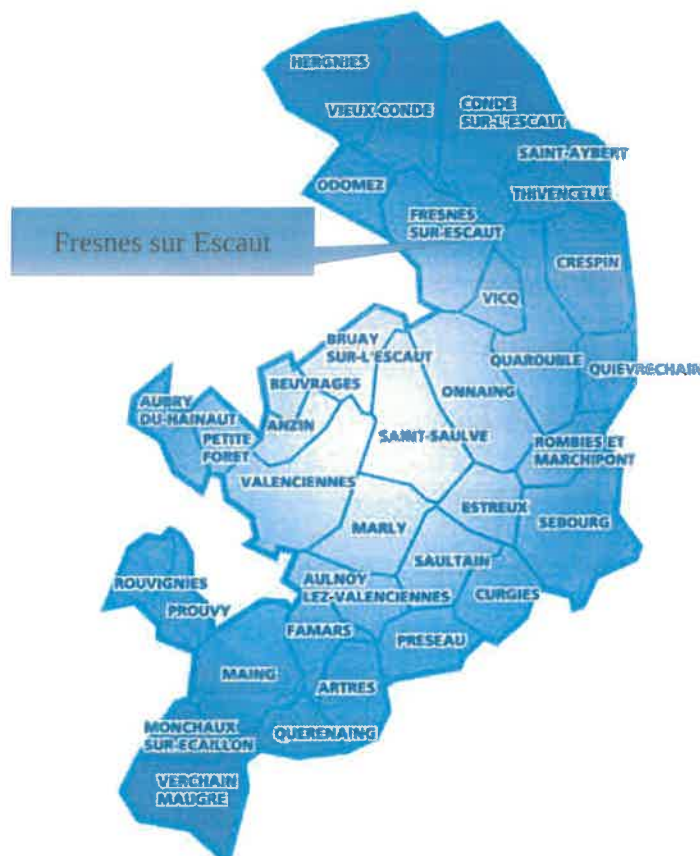 HERGNIES
VIEUX-CONDE
CONDE
SUR-L'ESCAUT
SAINT-AYBERT
ODOMEZ
THIVENCELLE
FRESNES
SUR-ESCAUT
Fresnes sur Escaut
CRESPIN
VICQ
BRUAY
SUR-L'ESCAUT
QUAROUBLE
QUIEVRECHAIN
BEUVRAGES
ONNAING
AUBRY
DU-HAINAUT
ANZIN
PETITE
FORET
SAINT-SAULVE
ROMBIES ET
MARCHIPONT
VALENCIENNES
ESTREUX
SEBOURG
MARLY
SAULTAIN
AULNOY
LEZ-VALENCIENNES
CURGIES
ROUVIGNIES
PROUVY
FAMARS
PRESEAU
MAING
ARTRES
MONCHAUX
SUR-ECAILLON
QUERENAING
VERCHAIN
MAUGRE